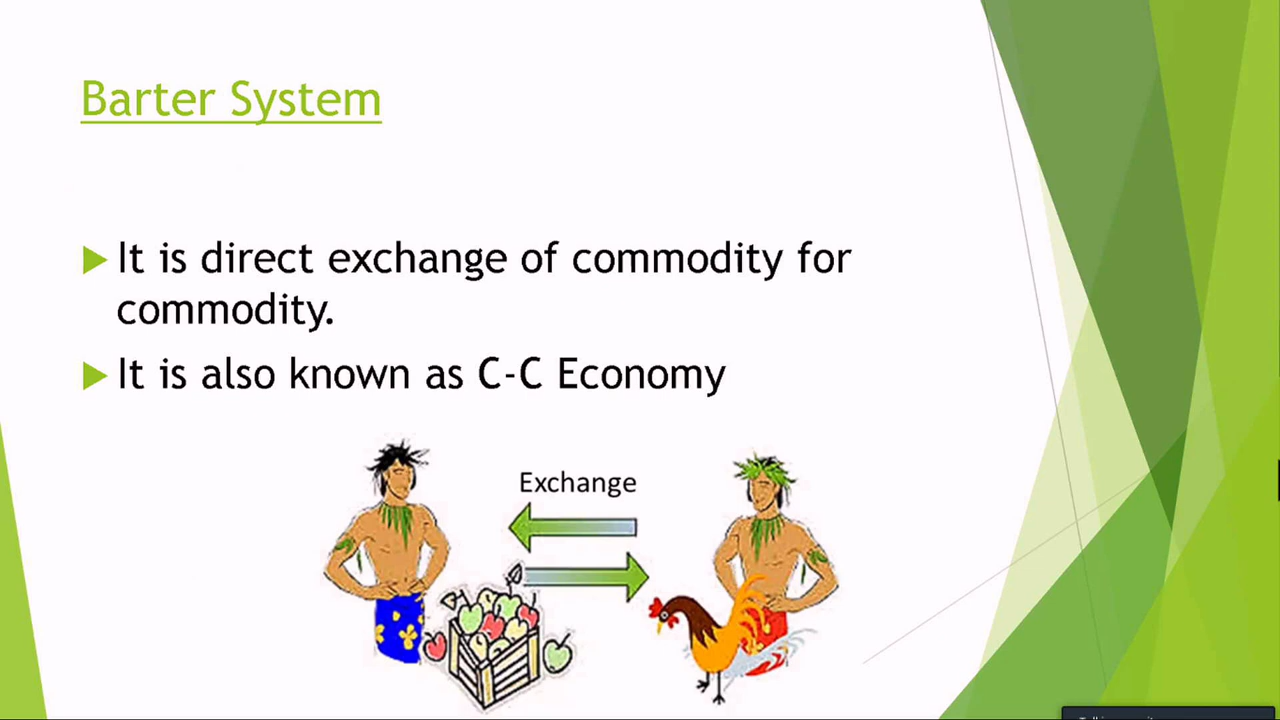 Barter System
It is direct exchange of commodity for
commodity.
It is also known as C-C Economy
Exchange